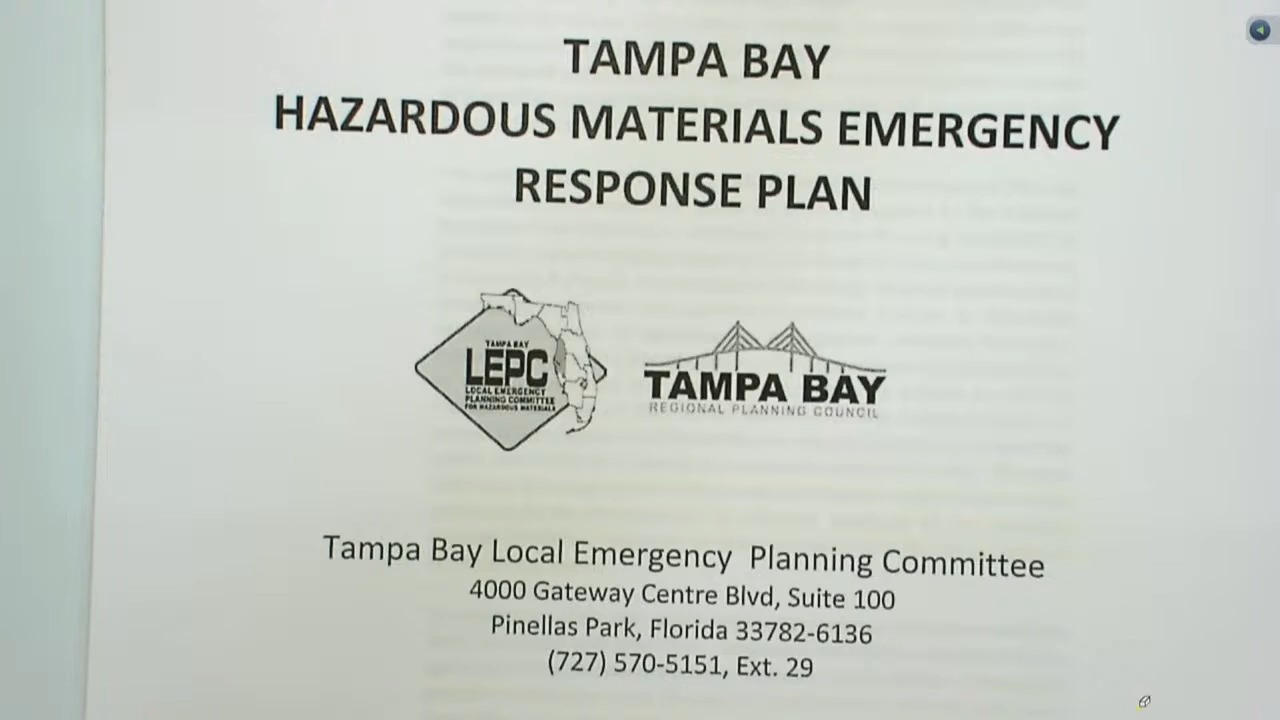 TAMPA BAY
HAZARDOUS MATERIALS EMERGENCY
RESPONSE PLAN
TAMPA BAY
LEPC
LOCAL EMERGENCY
PLANNING COMMITTEE
FOR HAZARDOUS MATERIALS
TAMPA BAY
REGIONAL PLANNING COUNCIL
Tampa Bay Local Emergency Planning Committee
4000 Gateway Centre Blvd, Suite 100
Pinellas Park, Florida 33782-6136
(727) 570-5151, Ext. 29